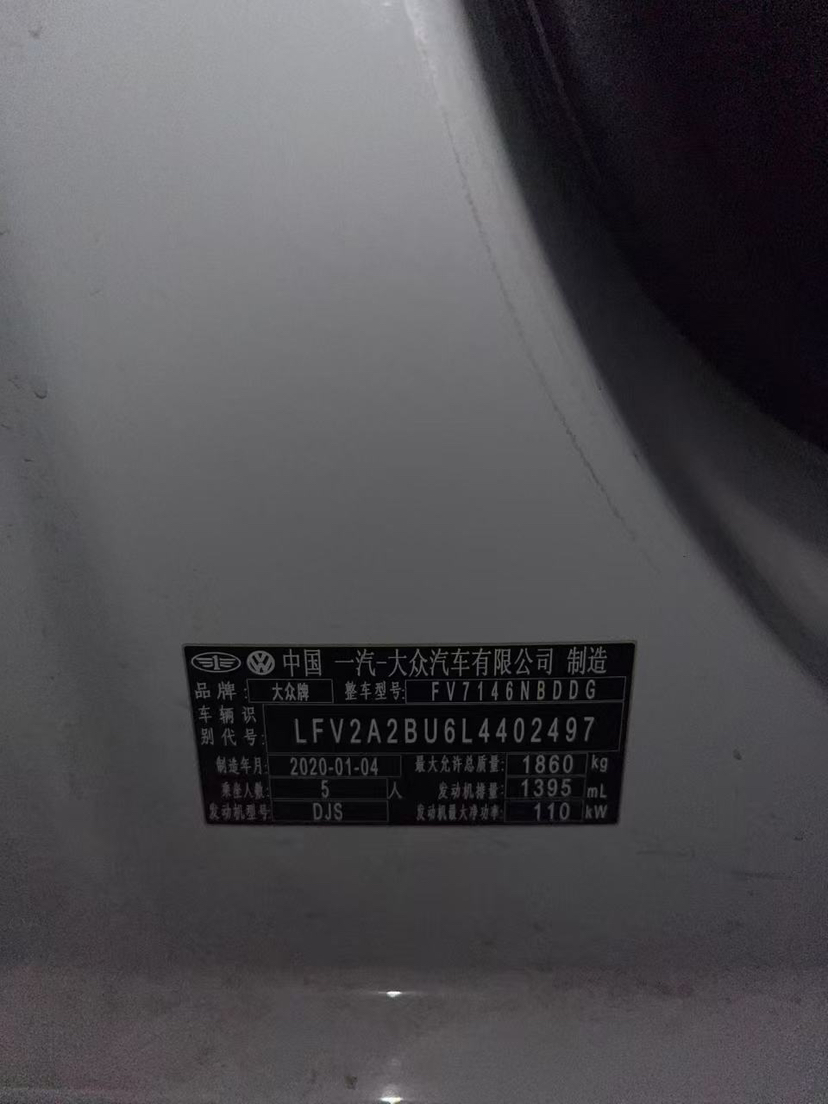 中国 一汽-大众汽车有限公司 制造
品牌: 大众牌 整车型号: FV7146NBDDG
车辆识别代号: LFV2A2BU6L4402497
制造年月: 2020-01-04 最大允许总质量: 1860 kg
乘座人数: 5 人 发动机排量: 1395 mL
发动机型号: DJS 发动机最大净功率: 110 kW